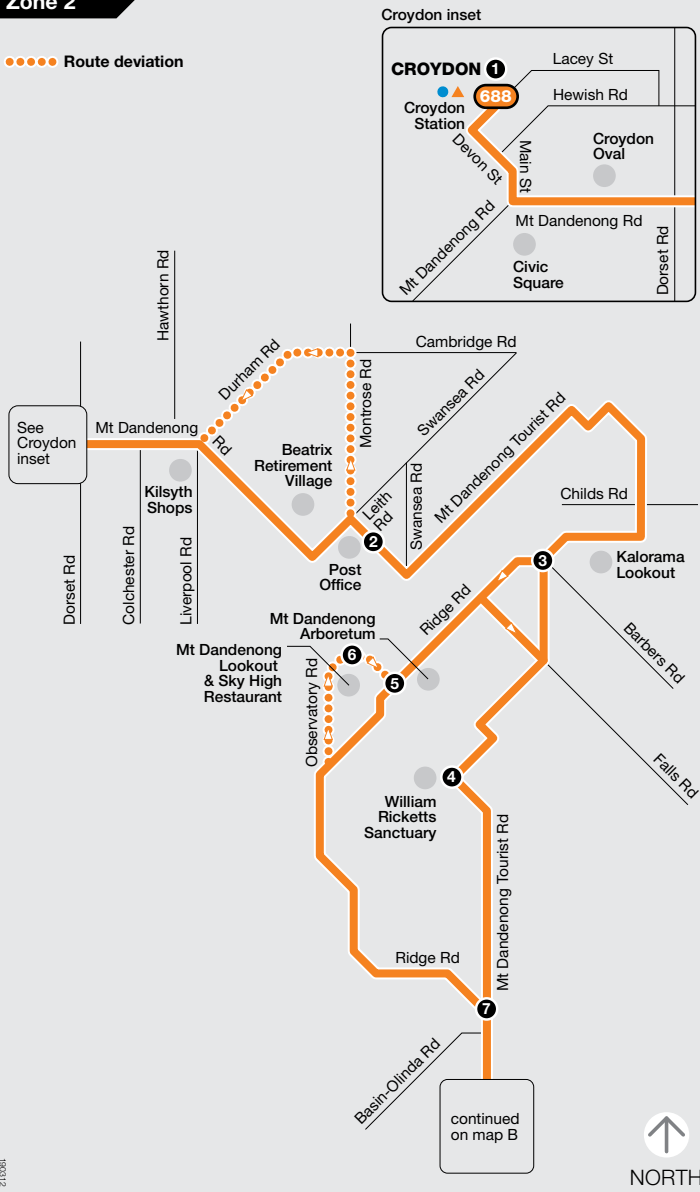 Zone 2
Route deviation
Croydon inset
CROYDON 1
688
Croydon
Station
Lacey St
Hewish Rd
Devon St
Main St
Croydon
Oval
Mt Dandenong Rd
Mt Dandenong Rd
Civic
Square
Dorset Rd
Hawthorn Rd
Durham Rd
Cambridge Rd
Montrose Rd
Swansea Rd
See
Croydon
inset
Mt Dandenong
Rd
Beatrix
Retirement
Village
Kilsyth
Shops
Leith
Rd
Swansea Rd
Mt Dandenong Tourist Rd
2
Post
Office
Childs Rd
3
Kalorama
Lookout
Dorset Rd
Colchester Rd
Liverpool Rd
Mt Dandenong
Arboretum
Ridge Rd
Barbers Rd
Mt Dandenong
Lookout
& Sky High
Restaurant
6
5
Observatory Rd
4
William
Ricketts
Sanctuary
Falls Rd
Mt Dandenong Tourist Rd
Ridge Rd
7
Basin-Olinda Rd
continued
on map B
NORTH
190312